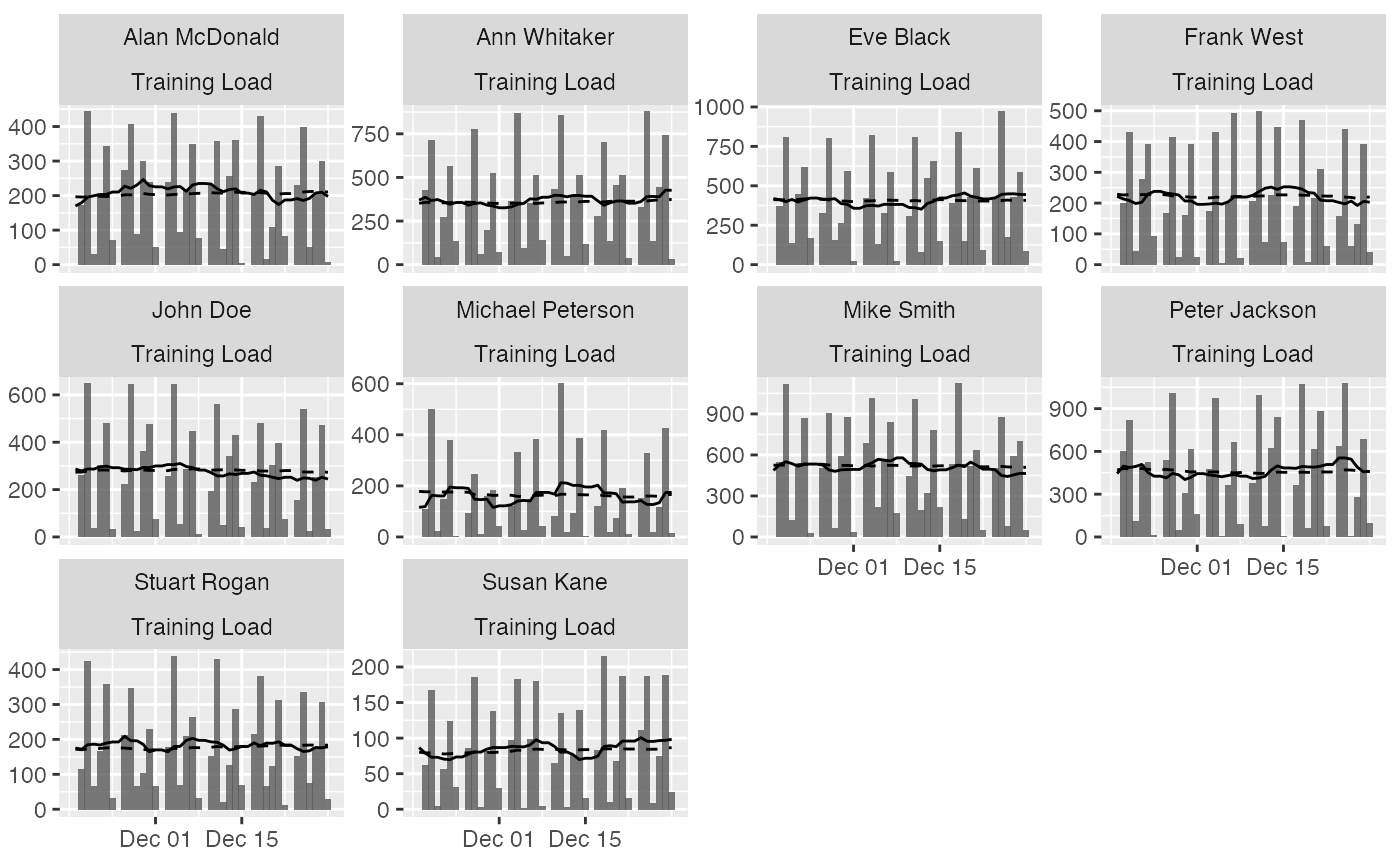 Alan McDonald
Training Load
400
300
200
100
0
Ann Whitaker
Training Load
750
500
250
0
Eve Black
Training Load
1000
750
500
250
0
Frank West
Training Load
500
400
300
200
100
0
John Doe
Training Load
600
400
200
0
Michael Peterson
Training Load
600
400
200
0
Mike Smith
Training Load
900
600
300
0
Dec 01 Dec 15
Peter Jackson
Training Load
900
600
300
0
Dec 01 Dec 15
Stuart Rogan
Training Load
400
300
200
100
0
Dec 01 Dec 15
Susan Kane
Training Load
200
150
100
50
0
Dec 01 Dec 15